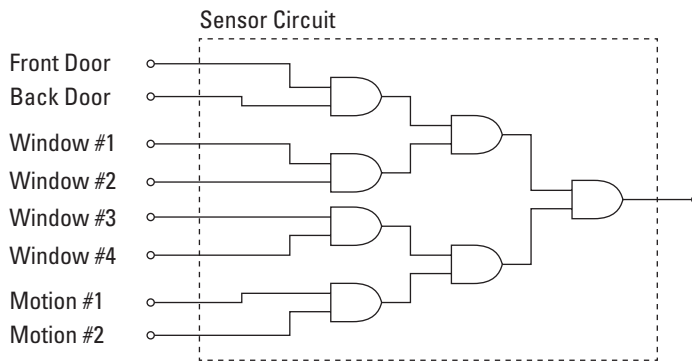 Sensor Circuit
Front Door
Back Door
Window #1
Window #2
Window #3
Window #4
Motion #1
Motion #2